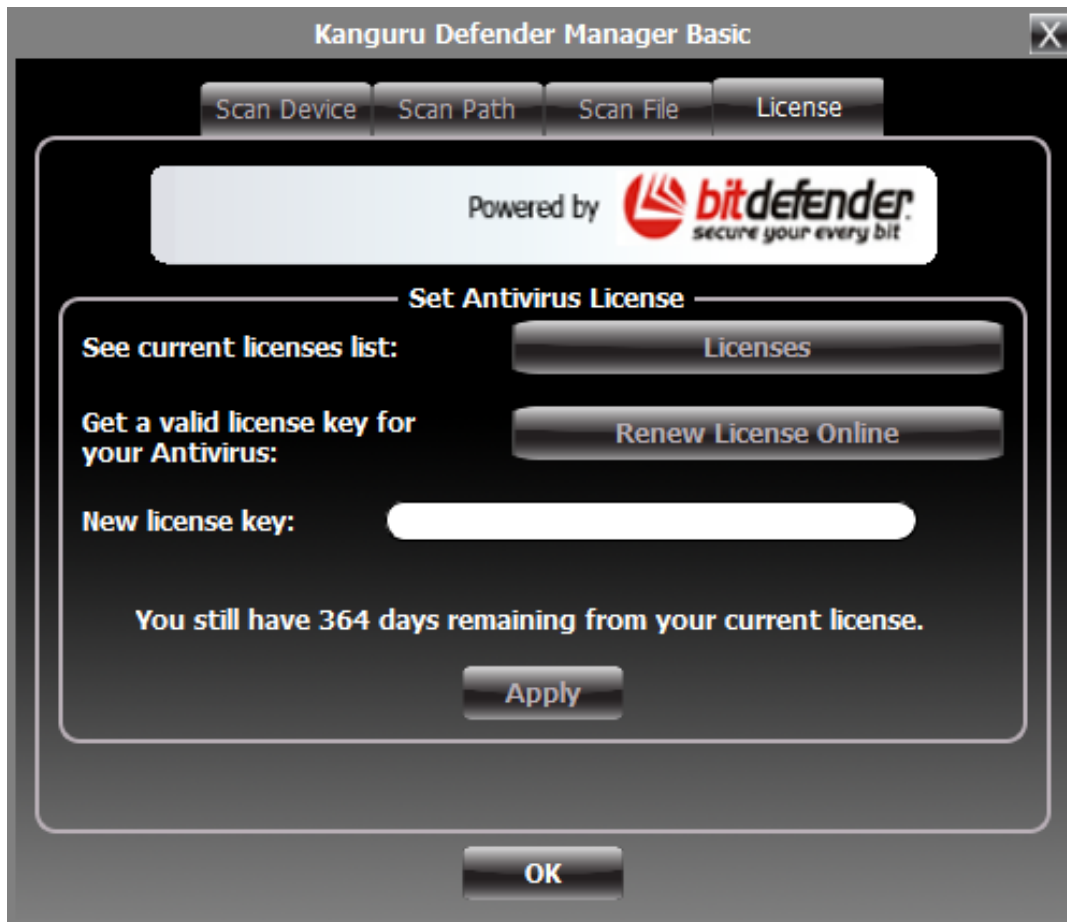 Kanguru Defender Manager Basic
X
Scan Device
Scan Path
Scan File
License
Powered by
bitdefender.
secure your every bit
Set Antivirus License
See current licenses list:
Licenses
Get a valid license key for
your Antivirus:
Renew License Online
New license key:
You still have 364 days remaining from your current license.
Apply
OK